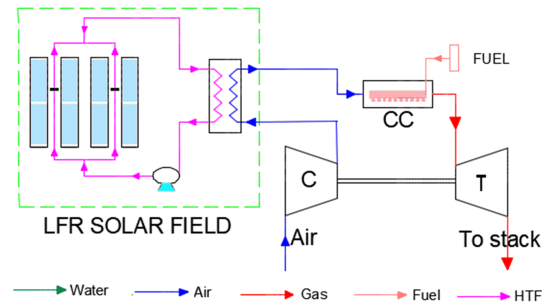 FUEL
CC
C
T
LFR SOLAR FIELD
Air
To stack
Water
Air
Gas
Fuel
HTF